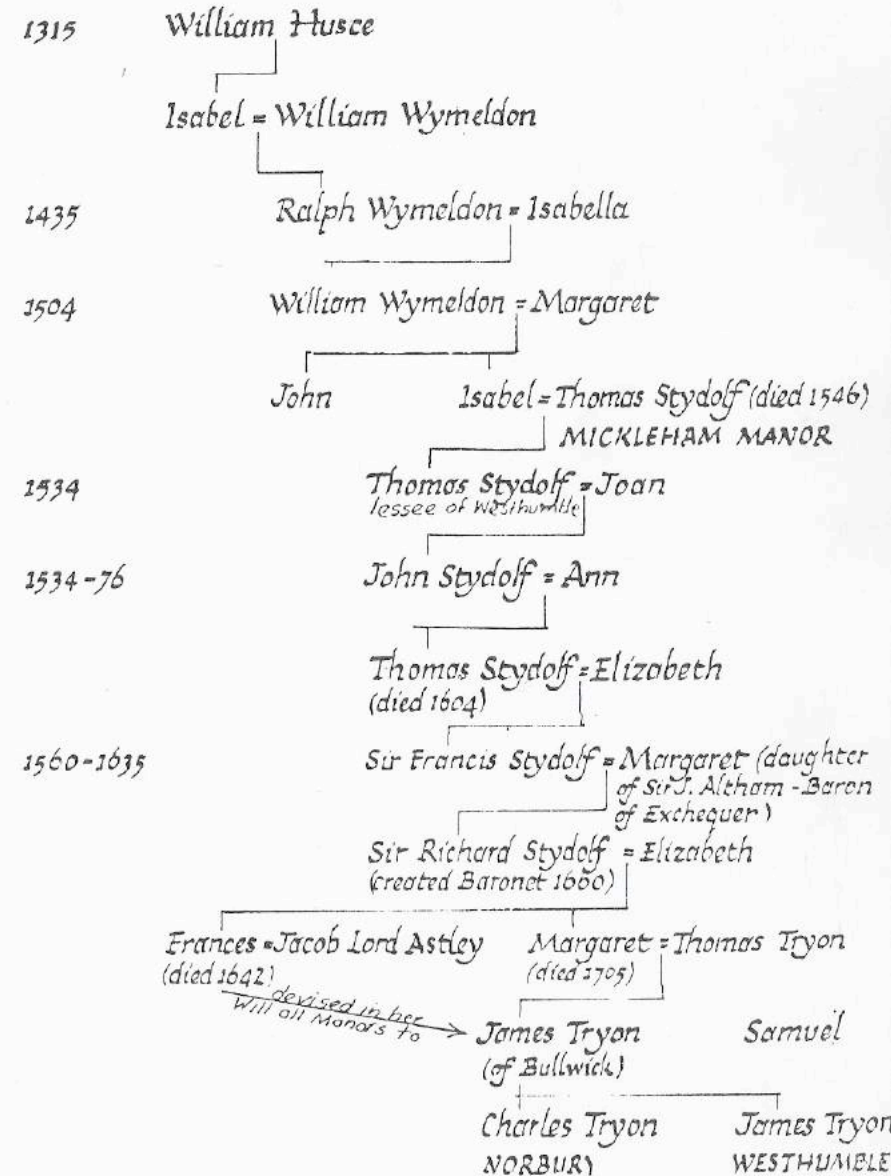 1315 William Husce
Isabel = William Wymeldon
1435 Ralph Wymeldon = Isabella
1504 William Wymeldon = Margaret
John Isabel = Thomas Stydolf (died 1546)
MICKLEHAM MANOR
1534 Thomas Stydolf = Joan
lessee of Westhumble
1534-76 John Stydolf = Ann
Thomas Stydolf = Elizabeth
(died 1604)
1560-1635 Sir Francis Stydolf = Margaret (daughter
of Sir J. Altham - Baron
of Exchequer)
Sir Richard Stydolf = Elizabeth
(created Baronet 1660)
Frances = Jacob Lord Astley Margaret = Thomas Tryon
(died 1642) (died 1705)
devised in her
Will all Manors to
James Tryon Samuel
(of Bullwick)
Charles Tryon James Tryon
NORBURY WESTHUMBLE